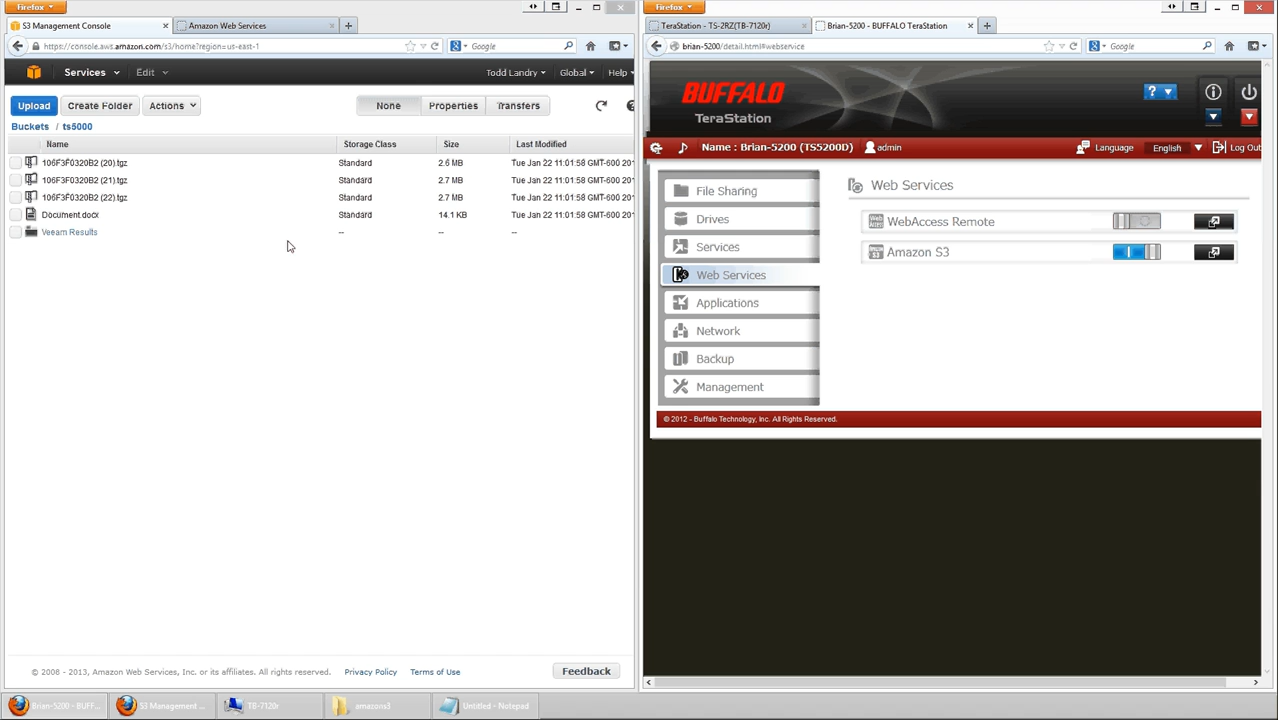 Firefox
S3 Management Console
Amazon Web Services
https://console.aws.amazon.com/s3/home?region=us-east-1
Google
Services
Edit
Todd Landry
Global
Help
Upload
Create Folder
Actions
None
Properties
Transfers
Buckets / ts5000
Name
Storage Class
Size
Last Modified
106F3F0320B2 (20).tgz
Standard
2.6 MB
Tue Jan 22 11:01:58 GMT-600 201
106F3F0320B2 (21).tgz
Standard
2.7 MB
Tue Jan 22 11:01:58 GMT-600 201
106F3F0320B2 (22).tgz
Standard
2.7 MB
Tue Jan 22 11:01:58 GMT-600 201
Document.docx
Standard
14.1 KB
Tue Jan 22 11:01:58 GMT-600 201
Veeam Results
--
--
--
© 2008 - 2013, Amazon Web Services, Inc. or its affiliates. All rights reserved.
Privacy Policy
Terms of Use
Feedback
Firefox
TeraStation - TS-2RZ(TB-7120r)
Brian-5200 - BUFFALO TeraStation
brian-5200/detail.html#webservice
Google
BUFFALO
TeraStation
?
Name : Brian-5200 (TS5200D)
admin
Language
English
Log Out
File Sharing
Drives
Services
Web Services
Applications
Network
Backup
Management
Web Services
WebAccess Remote
Amazon S3
© 2012 - Buffalo Technology, Inc. All Rights Reserved.
Brian-5200 - BUFF...
S3 Management ...
TB-7120r
amazons3
Untitled - Notepad